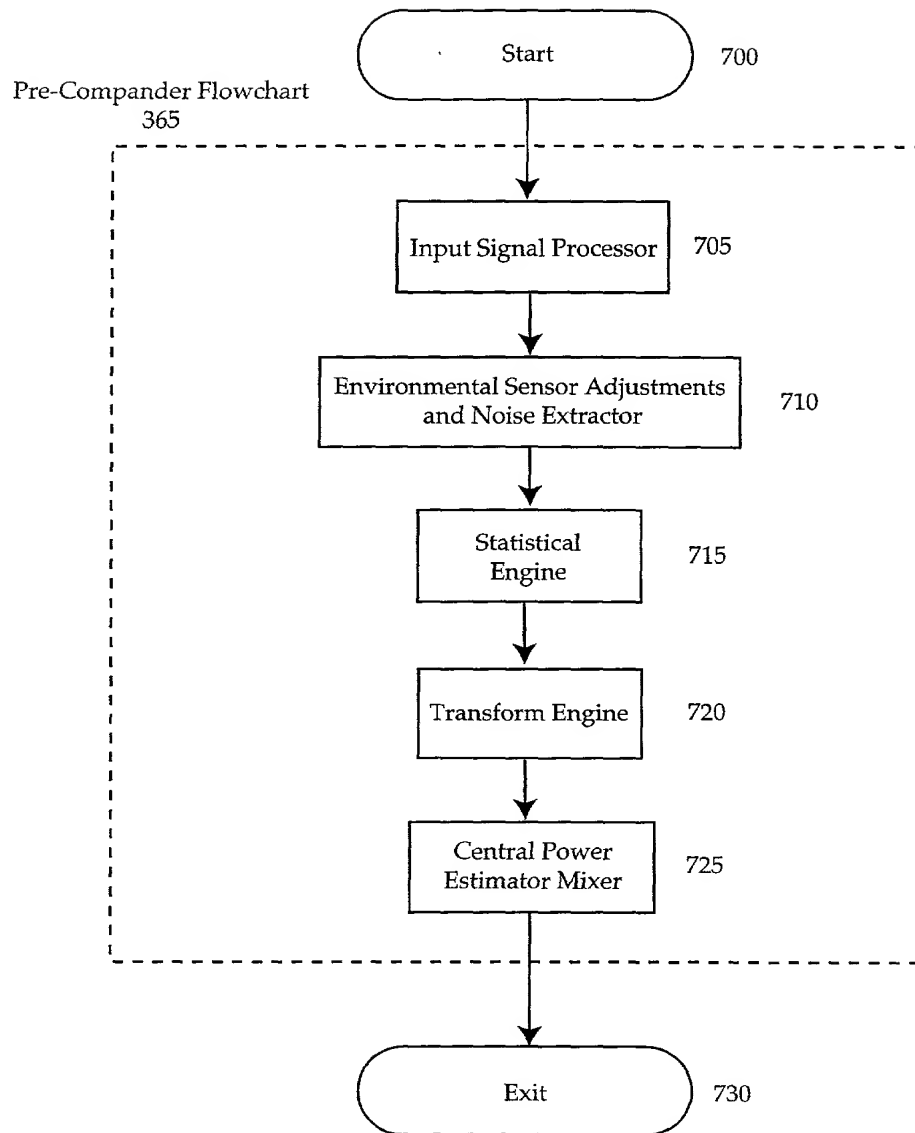 Start
700
Pre-Compander Flowchart
365
Input Signal Processor
705
Environmental Sensor Adjustments
and Noise Extractor
710
Statistical
Engine
715
Transform Engine
720
Central Power
Estimator Mixer
725
Exit
730